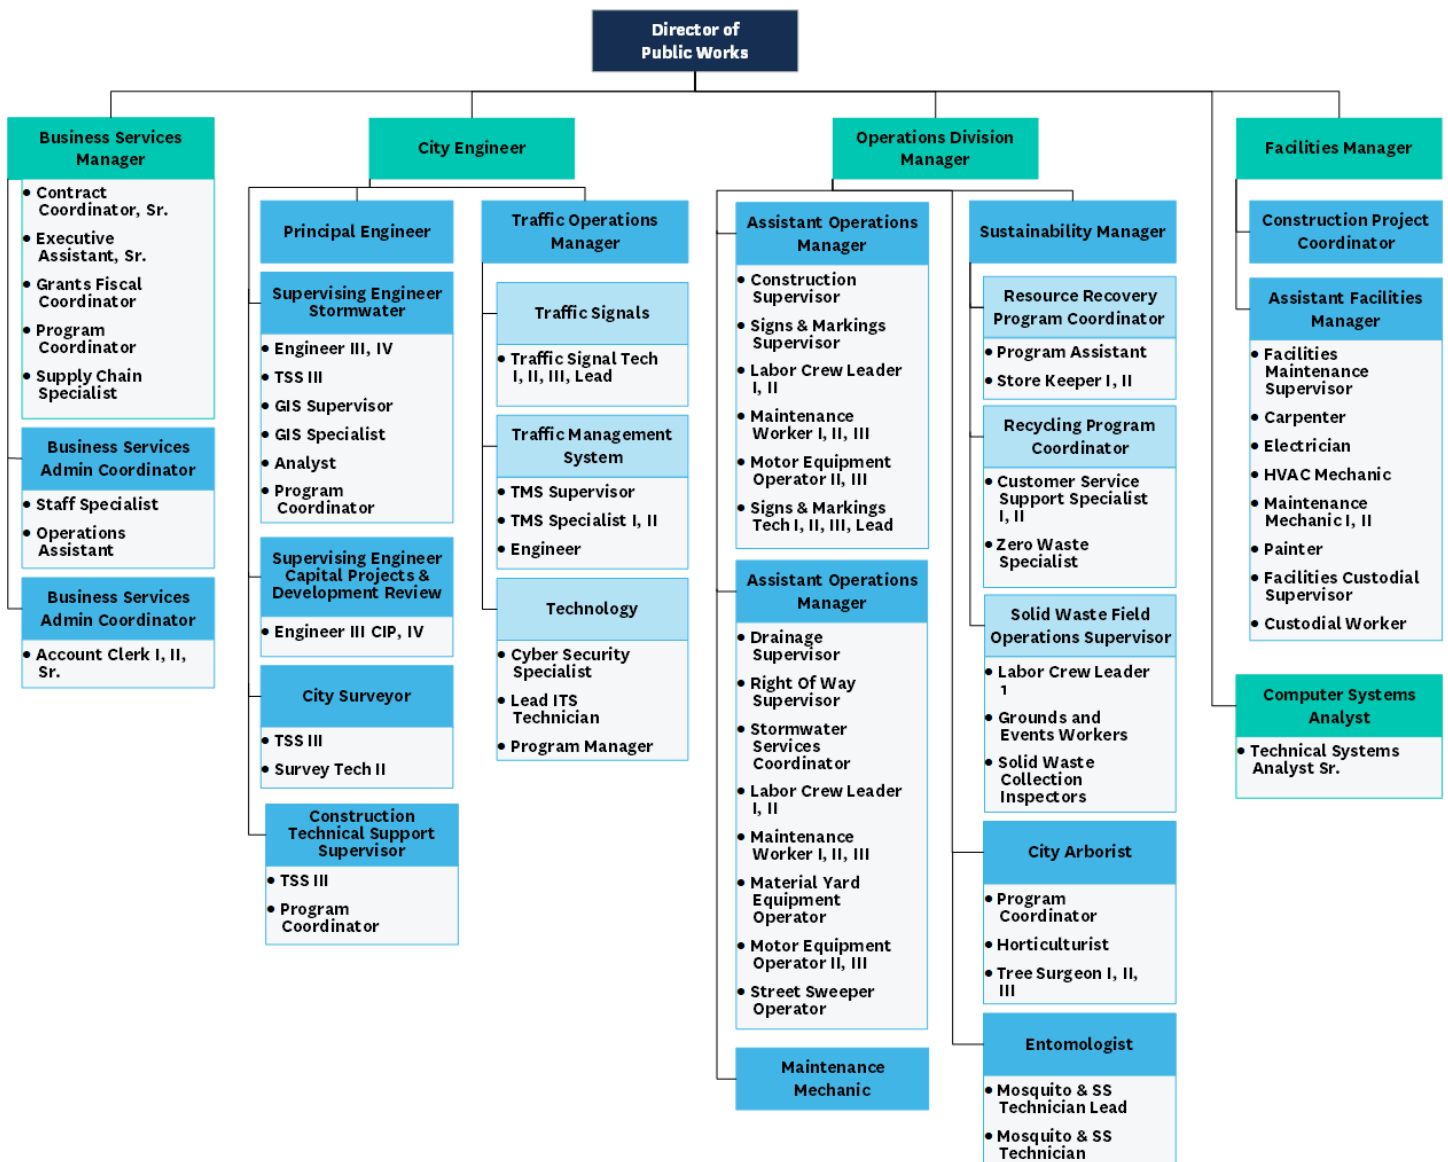 Director of
Public Works
Business Services
Manager
• Contract
Coordinator, Sr.
• Executive
Assistant, Sr.
• Grants Fiscal
Coordinator
• Program
Coordinator
• Supply Chain
Specialist
Business Services
Admin Coordinator
• Staff Specialist
• Operations
Assistant
Business Services
Admin Coordinator
• Account Clerk I, II,
Sr.
City Engineer
Principal Engineer
Supervising Engineer
Stormwater
• Engineer III, IV
• TSS III
• GIS Supervisor
• GIS Specialist
• Analyst
• Program
Coordinator
Supervising Engineer
Capital Projects &
Development Review
• Engineer III CIP, IV
City Surveyor
• TSS III
• Survey Tech II
Construction
Technical Support
Supervisor
• TSS III
• Program
Coordinator
Traffic Operations
Manager
Traffic Signals
• Traffic Signal Tech
I, II, III, Lead
Traffic Management
System
• TMS Supervisor
• TMS Specialist I, II
• Engineer
Technology
• Cyber Security
Specialist
• Lead ITS
Technician
• Program Manager
Operations Division
Manager
Assistant Operations
Manager
• Construction
Supervisor
• Signs & Markings
Supervisor
• Labor Crew Leader
I, II
• Maintenance
Worker I, II, III
• Motor Equipment
Operator II, III
• Signs & Markings
Tech I, II, III, Lead
Assistant Operations
Manager
• Drainage
Supervisor
• Right Of Way
Supervisor
• Stormwater
Services
Coordinator
• Labor Crew Leader
I, II
• Maintenance
Worker I, II, III
• Material Yard
Equipment
Operator
• Motor Equipment
Operator II, III
• Street Sweeper
Operator
Maintenance
Mechanic
Sustainability Manager
Resource Recovery
Program Coordinator
• Program Assistant
• Store Keeper I, II
Recycling Program
Coordinator
• Customer Service
Support Specialist
I, II
• Zero Waste
Specialist
Solid Waste Field
Operations Supervisor
• Labor Crew Leader
1
• Grounds and
Events Workers
• Solid Waste
Collection
Inspectors
City Arborist
• Program
Coordinator
• Horticulturist
• Tree Surgeon I, II,
III
Entomologist
• Mosquito & SS
Technician Lead
• Mosquito & SS
Technician
Facilities Manager
Construction Project
Coordinator
Assistant Facilities
Manager
• Facilities
Maintenance
Supervisor
• Carpenter
• Electrician
• HVAC Mechanic
• Maintenance
Mechanic I, II
• Painter
• Facilities Custodial
Supervisor
• Custodial Worker
Computer Systems
Analyst
• Technical Systems
Analyst Sr.